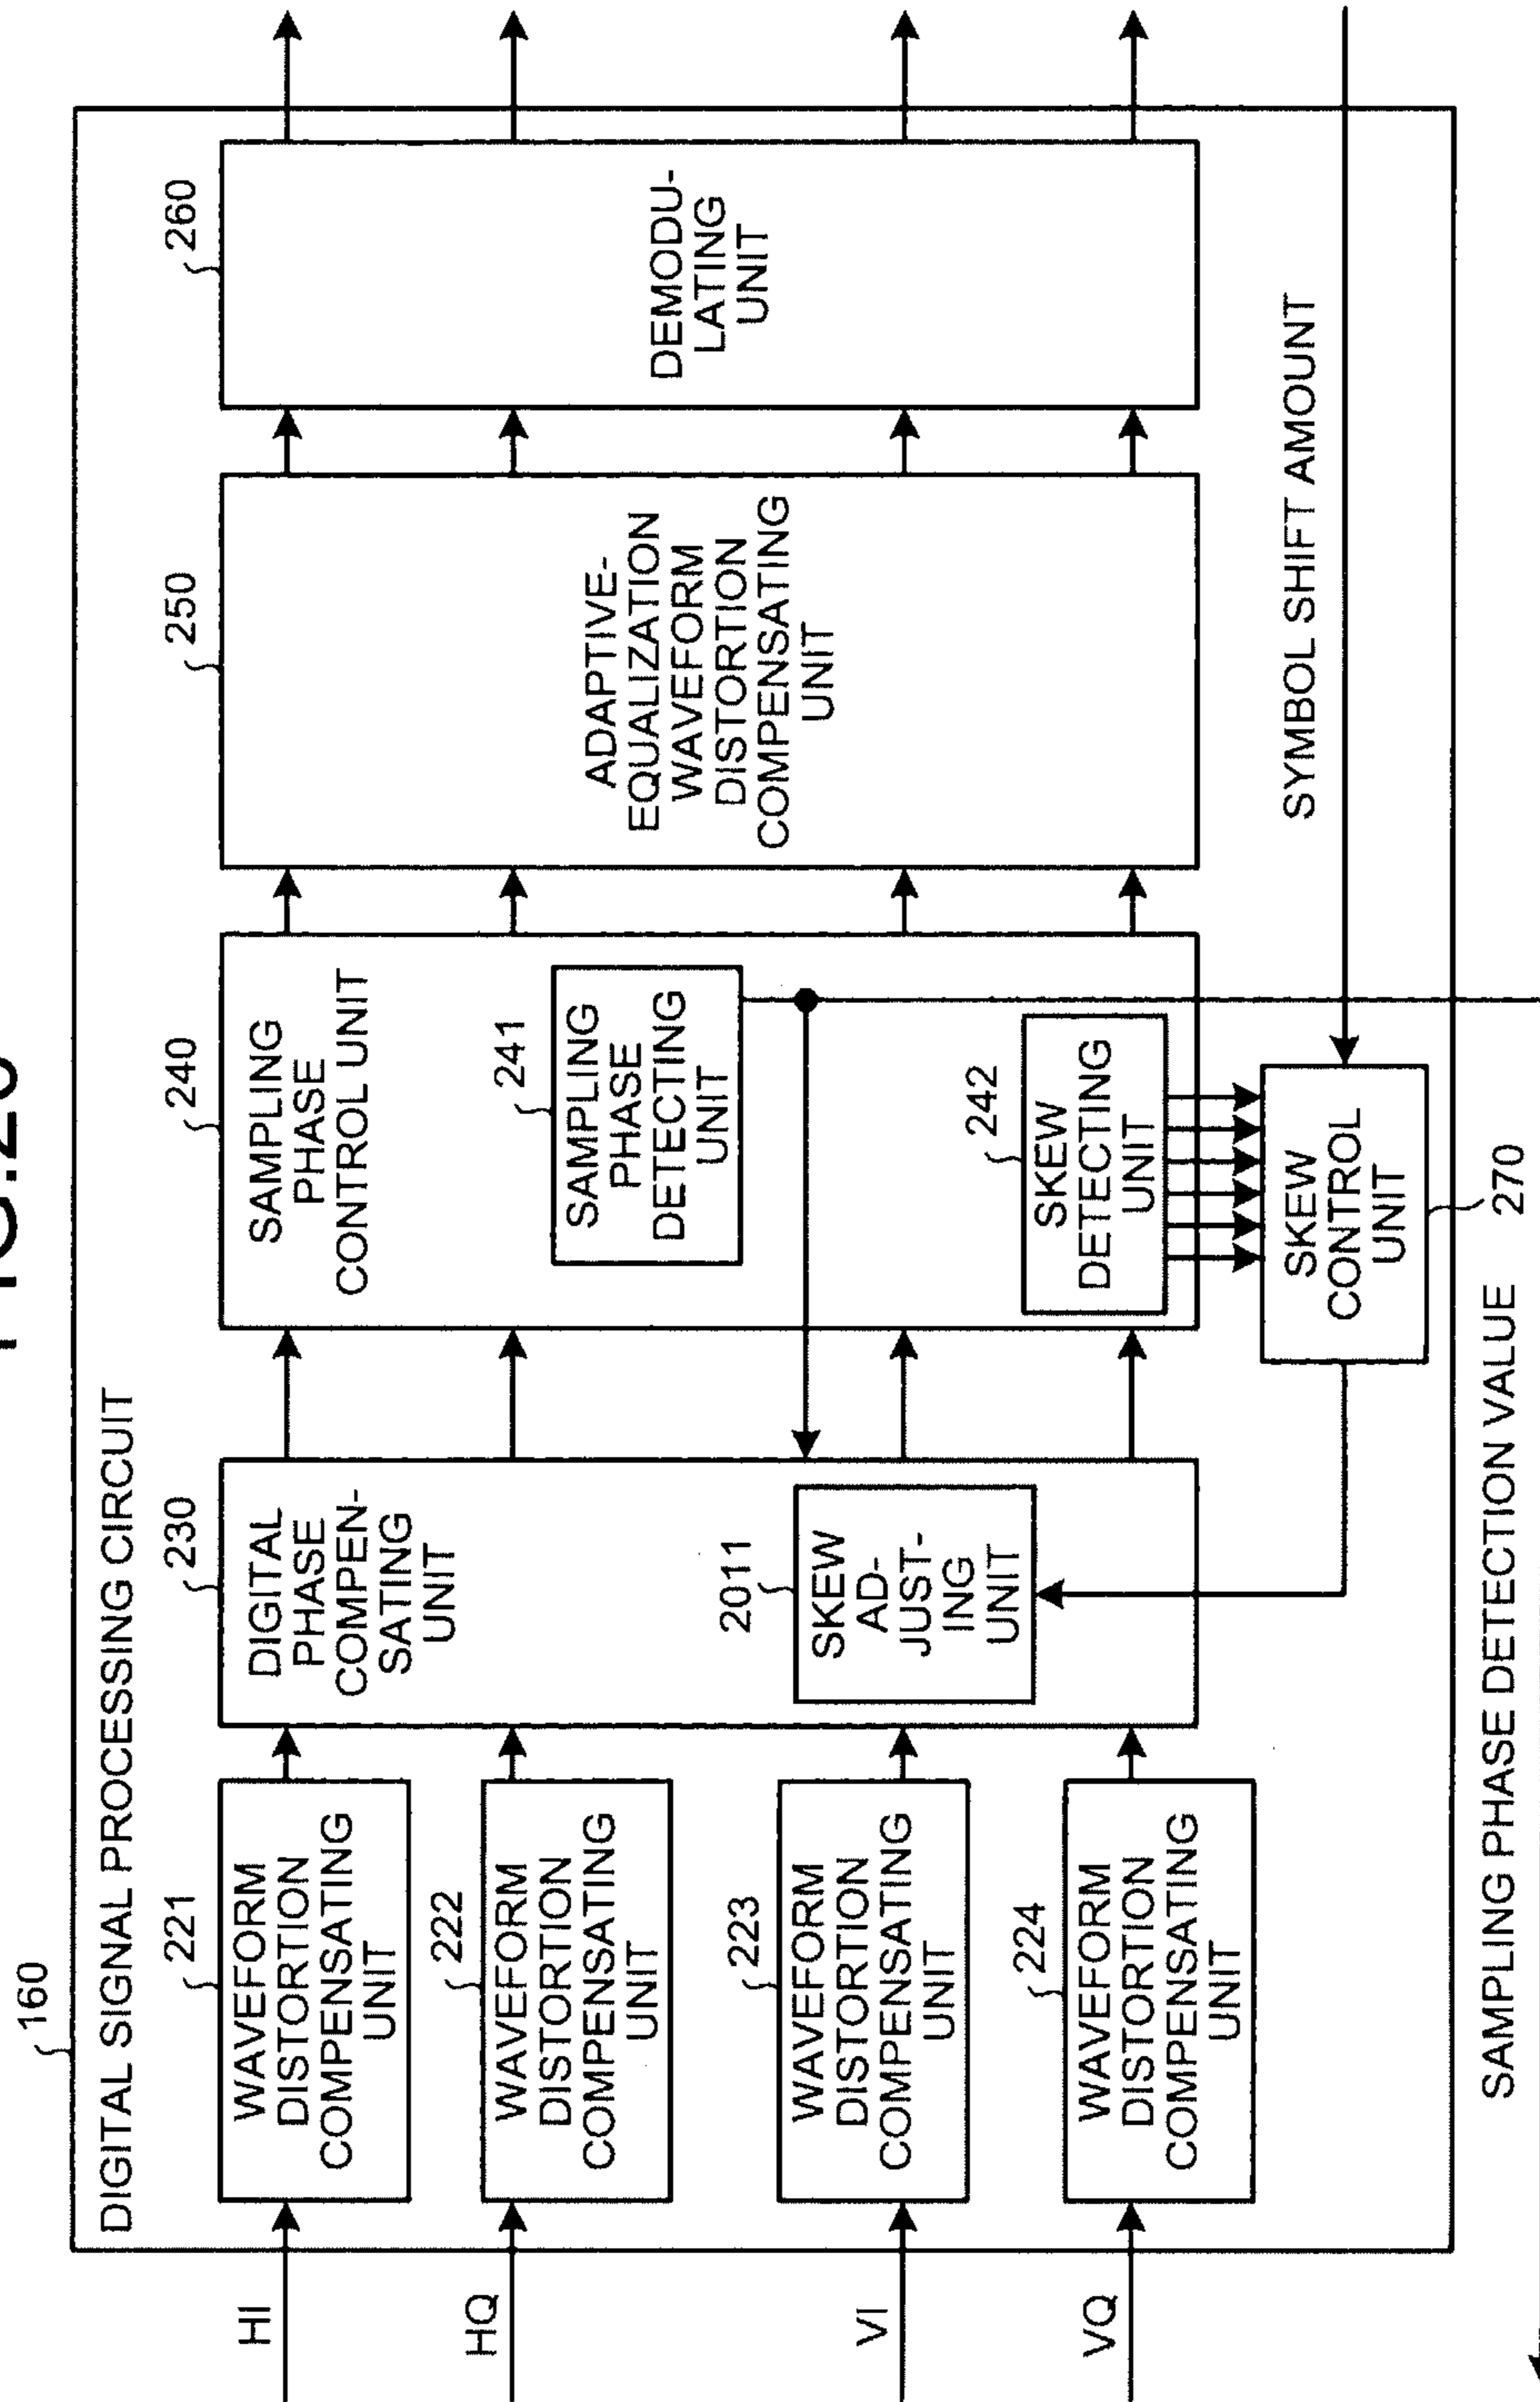 160
DIGITAL SIGNAL PROCESSING CIRCUIT
HI
HQ
VI
VQ
221
WAVEFORM
DISTORTION
COMPENSATING
UNIT
222
WAVEFORM
DISTORTION
COMPENSATING
UNIT
223
WAVEFORM
DISTORTION
COMPENSATING
UNIT
224
WAVEFORM
DISTORTION
COMPENSATING
UNIT
230
DIGITAL
PHASE
COMPEN-
SATING
UNIT
2011
SKEW
AD-
JUST-
ING
UNIT
240
SAMPLING
PHASE
CONTROL UNIT
241
SAMPLING
PHASE
DETECTING
UNIT
242
SKEW
DETECTING
UNIT
SKEW
CONTROL
UNIT
270
250
ADAPTIVE-
EQUALIZATION
WAVEFORM
DISTORTION
COMPENSATING
UNIT
260
DEMODU-
LATING
UNIT
SYMBOL SHIFT AMOUNT
SAMPLING PHASE DETECTION VALUE